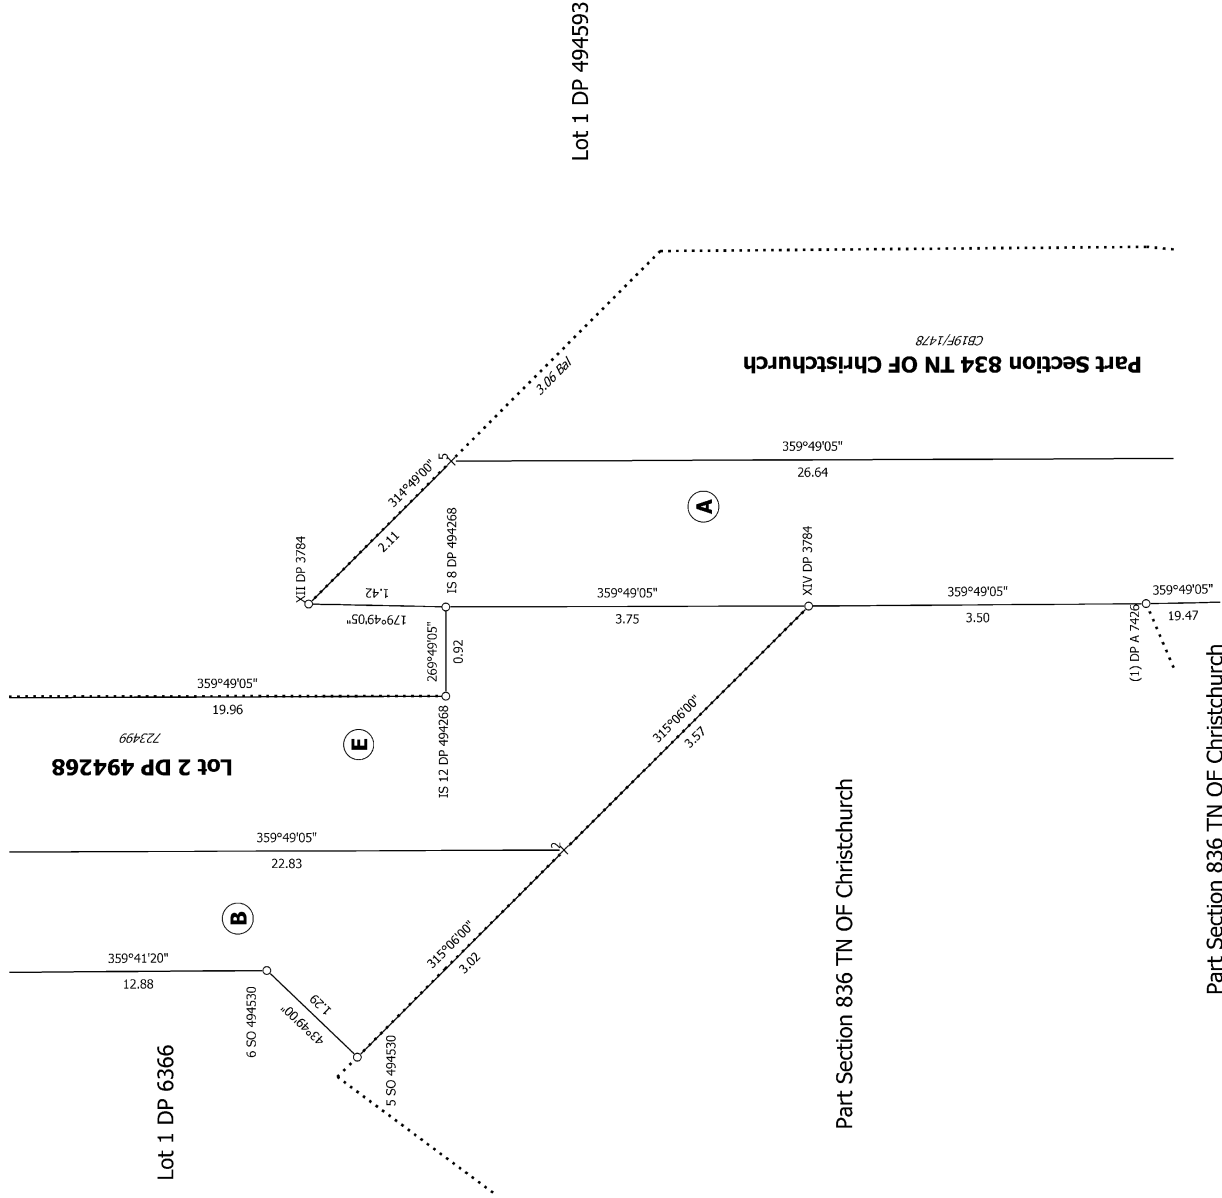 Lot 1 DP 494593
CB19F/1478
Part Section 834 TN OF Christchurch
3.06 Bal
5
314°49'00"
2.11
359°49'05"
26.64
A
XII DP 3784
1.42
179°49'05"
IS 8 DP 494268
359°49'05"
3.75
XIV DP 3784
359°49'05"
3.50
(1) DP A 7426
359°49'05"
19.47
269°49'05"
0.92
IS 12 DP 494268
359°49'05"
19.96
723499
Lot 2 DP 494268
E
315°06'00"
3.57
2
359°49'05"
22.83
B
315°06'00"
3.02
359°41'20"
12.88
6 SO 494530
1.29
43°49'00"
5 SO 494530
Lot 1 DP 6366
Part Section 836 TN OF Christchurch
Part Section 836 TN OF Christchurch